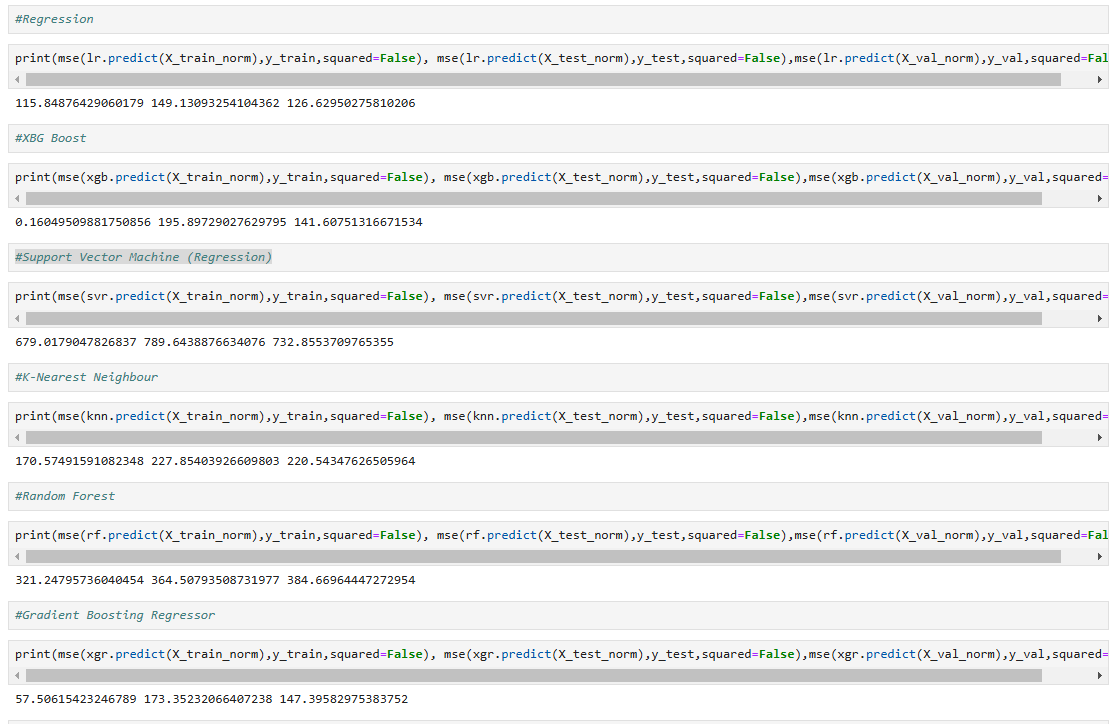 #Regression
print(mse(lr.predict(X_train_norm),y_train,squared=False), mse(lr.predict(X_test_norm),y_test,squared=False),mse(lr.predict(X_val_norm),y_val,squared=Fal
115.84876429060179 149.13093254104362 126.62950275810206
#XBG Boost
print(mse(xgb.predict(X_train_norm),y_train,squared=False), mse(xgb.predict(X_test_norm),y_test,squared=False),mse(xgb.predict(X_val_norm),y_val,squared=
0.16049509881750856 195.89729027629795 141.60751316671534
#Support Vector Machine (Regression)
print(mse(svr.predict(X_train_norm),y_train,squared=False), mse(svr.predict(X_test_norm),y_test,squared=False),mse(svr.predict(X_val_norm),y_val,squared=
679.0179047826837 789.6438876634076 732.8553709765355
#K-Nearest Neighbour
print(mse(knn.predict(X_train_norm),y_train,squared=False), mse(knn.predict(X_test_norm),y_test,squared=False),mse(knn.predict(X_val_norm),y_val,squared=
170.57491591082348 227.85403926609803 220.54347626505964
#Random Forest
print(mse(rf.predict(X_train_norm),y_train,squared=False), mse(rf.predict(X_test_norm),y_test,squared=False),mse(rf.predict(X_val_norm),y_val,squared=Fal
321.24795736040454 364.50793508731977 384.66964447272954
#Gradient Boosting Regressor
print(mse(xgr.predict(X_train_norm),y_train,squared=False), mse(xgr.predict(X_test_norm),y_test,squared=False),mse(xgr.predict(X_val_norm),y_val,squared=
57.50615423246789 173.35232066407238 147.39582975383752